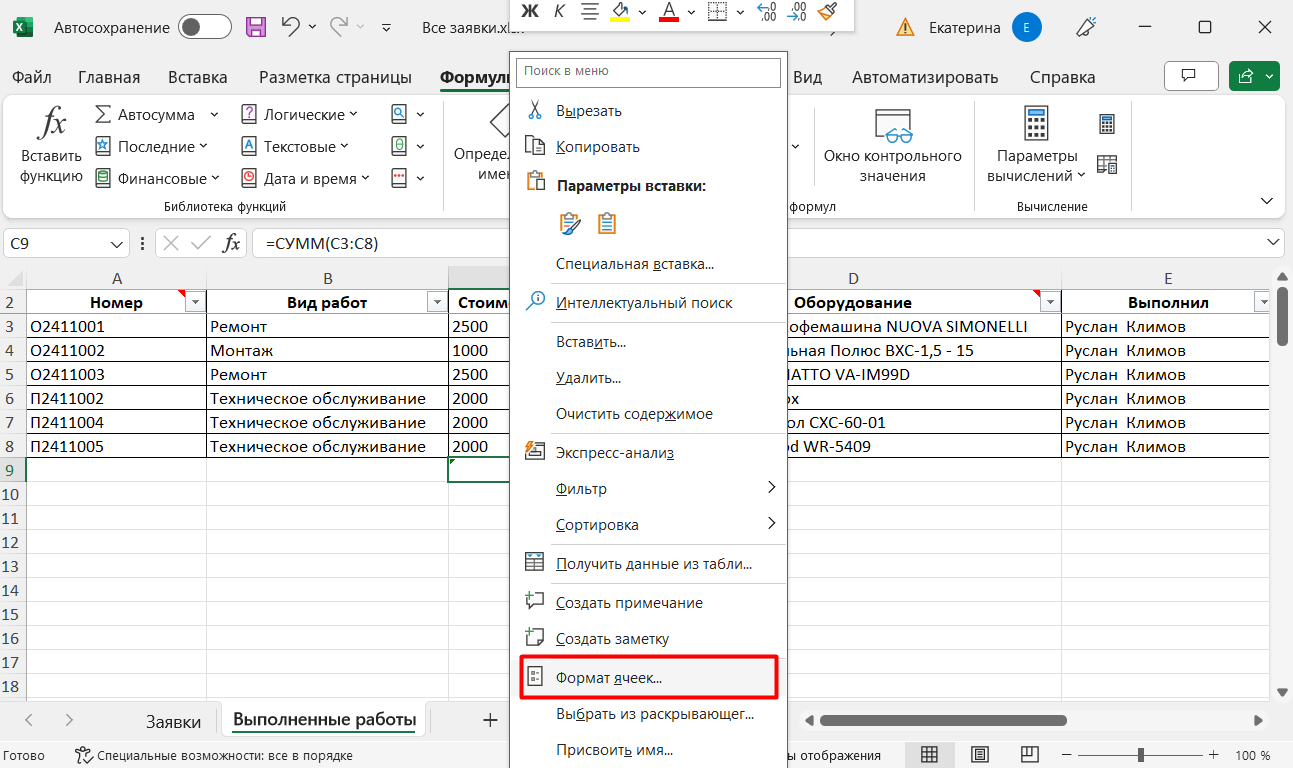 Автосохранение
Все заявки.xlsx
Ж К А
Екатерина
Е
Файл Главная Вставка Разметка страницы Формулы Вид Автоматизировать Справка
Вставить функцию
Автосумма
Последние
Финансовые
Логические
Текстовые
Дата и время
Библиотека функций
Окно контрольного значения
формул
Параметры вычислений
Вычисление
C9
fx
=СУММ(C3:C8)
A B D E
2 Номер Вид работ Оборудование Выполнил
3 О2411001 Ремонт 2500 офемашина NUOVA SIMONELLI Руслан Климов
4 О2411002 Монтаж 1000 льная Полюс ВХС-1,5 - 15 Руслан Климов
5 О2411003 Ремонт 2500 IATTO VA-IM99D Руслан Климов
6 П2411002 Техническое обслуживание 2000 Руслан Климов
7 П2411004 Техническое обслуживание 2000 ол СХС-60-01 Руслан Климов
8 П2411005 Техническое обслуживание 2000 od WR-5409 Руслан Климов
9
10
11
12
13
14
15
16
17
18
Поиск в меню
Вырезать
Копировать
Параметры вставки:
Специальная вставка...
Интеллектуальный поиск
Вставить...
Удалить...
Очистить содержимое
Экспресс-анализ
Фильтр
Сортировка
Получить данные из табли...
Создать примечание
Создать заметку
Формат ячеек...
Выбрать из раскрывающег...
Присвоить имя...
Заявки Выполненные работы
Готово
Специальные возможности: все в порядке
отображения
100 %